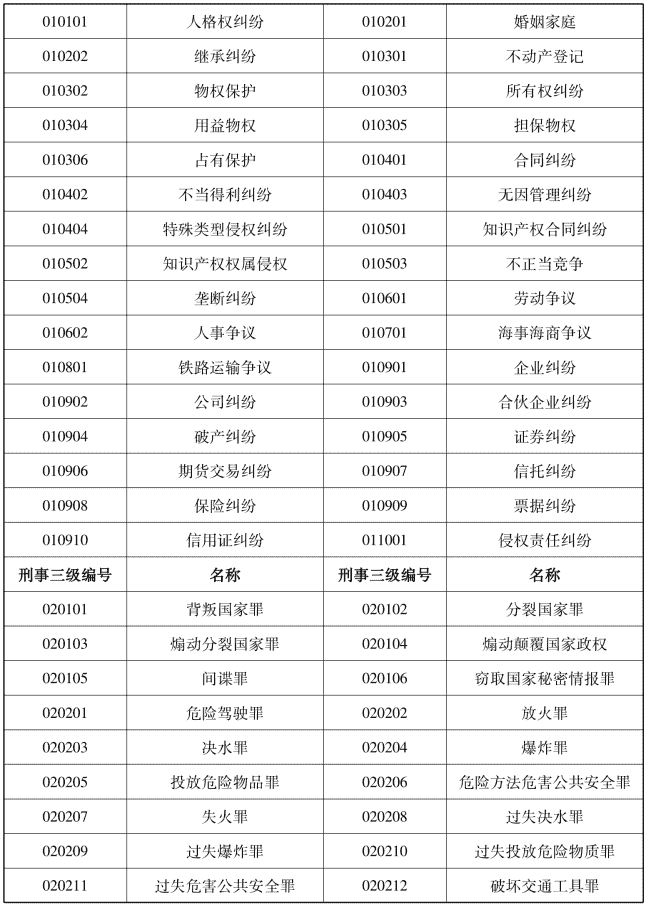 010101 人格权纠纷 010201 婚姻家庭
010202 继承纠纷 010301 不动产登记
010302 物权保护 010303 所有权纠纷
010304 用益物权 010305 担保物权
010306 占有保护 010401 合同纠纷
010402 不当得利纠纷 010403 无因管理纠纷
010404 特殊类型侵权纠纷 010501 知识产权合同纠纷
010502 知识产权权属侵权 010503 不正当竞争
010504 垄断纠纷 010601 劳动争议
010602 人事争议 010701 海事海商争议
010801 铁路运输争议 010901 企业纠纷
010902 公司纠纷 010903 合伙企业纠纷
010904 破产纠纷 010905 证券纠纷
010906 期货交易纠纷 010907 信托纠纷
010908 保险纠纷 010909 票据纠纷
010910 信用证纠纷 011001 侵权责任纠纷
刑事三级编号 名称 刑事三级编号 名称
020101 背叛国家罪 020102 分裂国家罪
020103 煽动分裂国家罪 020104 煽动颠覆国家政权
020105 间谍罪 020106 窃取国家秘密情报罪
020201 危险驾驶罪 020202 放火罪
020203 决水罪 020204 爆炸罪
020205 投放危险物品罪 020206 危险方法危害公共安全罪
020207 失火罪 020208 过失决水罪
020209 过失爆炸罪 020210 过失投放危险物质罪
020211 过失危害公共安全罪 020212 破坏交通工具罪